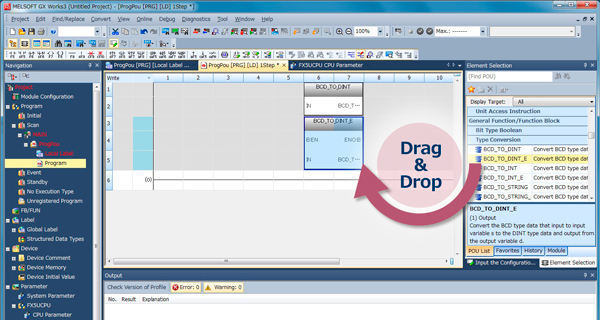 MELSOFT GX Works3 (Untitled Project) - [ProgPou [PRG] [LD] 1Step *]
Project Find/Replace Convert View Online Debug Diagnostics Tool Window Help
100%
Max.:
Navigation
All
Project
Module Configuration
Program
Initial
Scan
MAIN
ProgPou
Local Label
Program
Event
Standby
No Execution Type
Unregistered Program
FB/FUN
Label
Global Label
Structured Data Types
Device
Device Comment
Device Memory
Device Initial Value
Parameter
System Parameter
FX5UCPU
CPU Parameter
ProgPou [PRG] [Local Label ...
ProgPou [PRG] [LD] 1Step *
FX5UCPU CPU Parameter
Write 1 2 3 4 5 6 7 8 9 10
1
2
3
4
5
6
(0)
BCD_TO_DINT
IN BCD_T···
BCD_TO_DINT_E
EN ENO
IN BCD_T···
Drag
&
Drop
Output
Check Version of Profile Error: 0 Warning: 0
No. Result Explanation
Element Selection
(Find POU)
Display Target: All
Unit Access Instruction
General Function/Function Block
Bit Type Boolean
Type Conversion
BCD_TO_DINT Convert BCD type dat
BCD_TO_DINT_E Convert BCD type dat
BCD_TO_INT Convert BCD type dat
BCD_TO_INT_E Convert BCD type dat
BCD_TO_STRING Convert BCD type dat
BCD_TO_STRING_ Convert BCD type dat
BCD_TO_DINT_E
(1) Output
Convert the BCD type data that input to input
variable s to the DINT type data and output from
the output variable d.
POU List Favorites History Module
Input the Configuratio... Element Selection